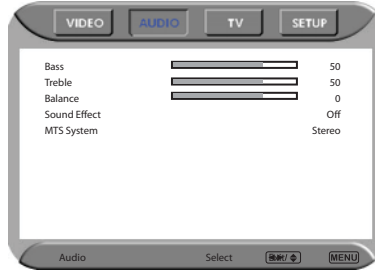 VIDEO AUDIO TV SETUP
Bass 50
Treble 50
Balance 0
Sound Effect Off
MTS System Stereo
Audio Select MENU